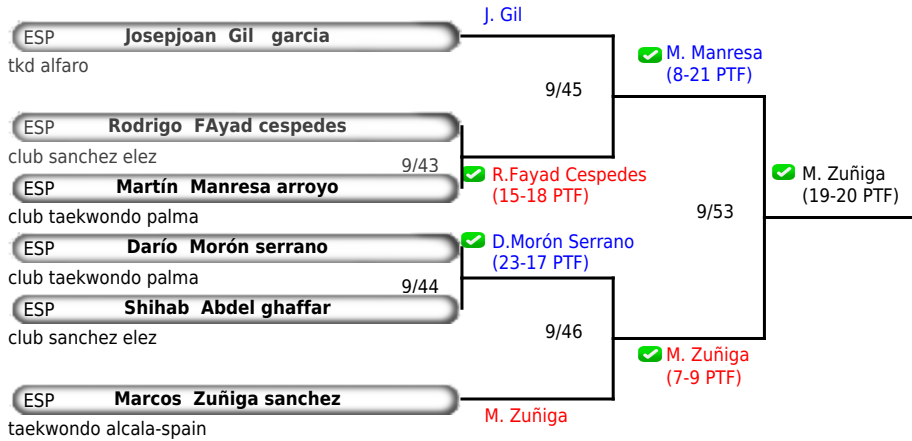 J. Gil
ESP Josepjoan Gil garcia
tkd alfaro
M. Manresa
(8-21 PTF)
9/45
ESP Rodrigo FAyad cespedes
club sanchez elez
9/43
R.Fayad Cespedes
(15-18 PTF)
ESP Martín Manresa arroyo
club taekwondo palma
M. Zuñiga
(19-20 PTF)
9/53
ESP Darío Morón serrano
club taekwondo palma
D.Morón Serrano
(23-17 PTF)
9/44
ESP Shihab Abdel ghaffar
club sanchez elez
9/46
M. Zuñiga
(7-9 PTF)
ESP Marcos Zuñiga sanchez
M. Zuñiga
taekwondo alcala-spain